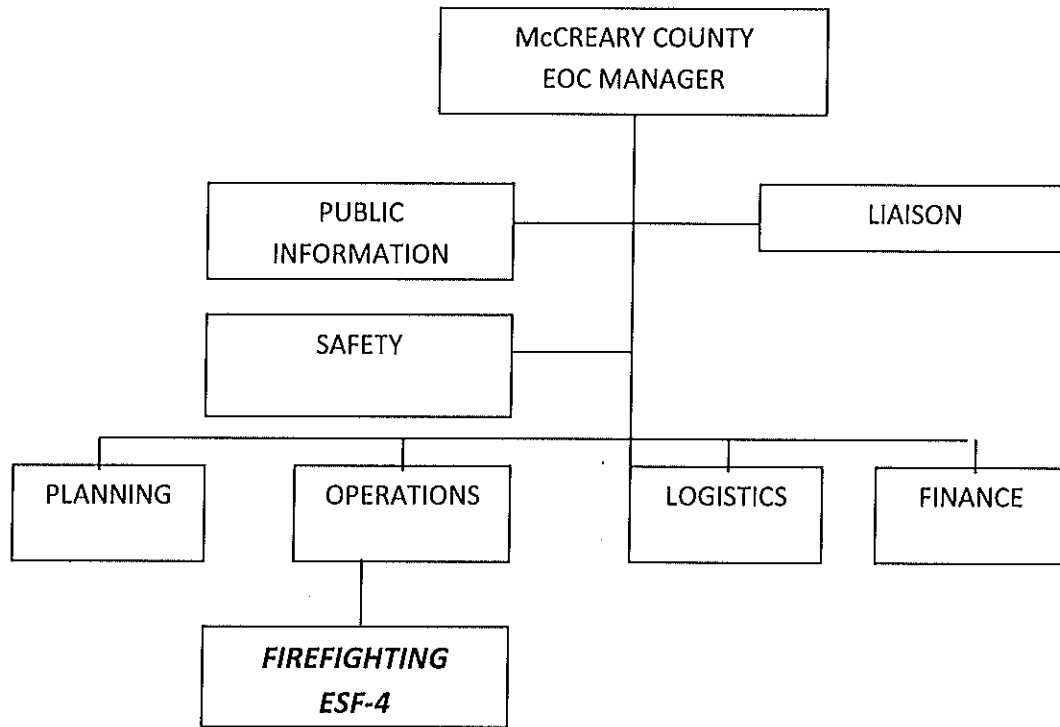 McCREARY COUNTY
EOC MANAGER
PUBLIC
INFORMATION
LIAISON
SAFETY
PLANNING
OPERATIONS
LOGISTICS
FINANCE
FIREFIGHTING
ESF-4